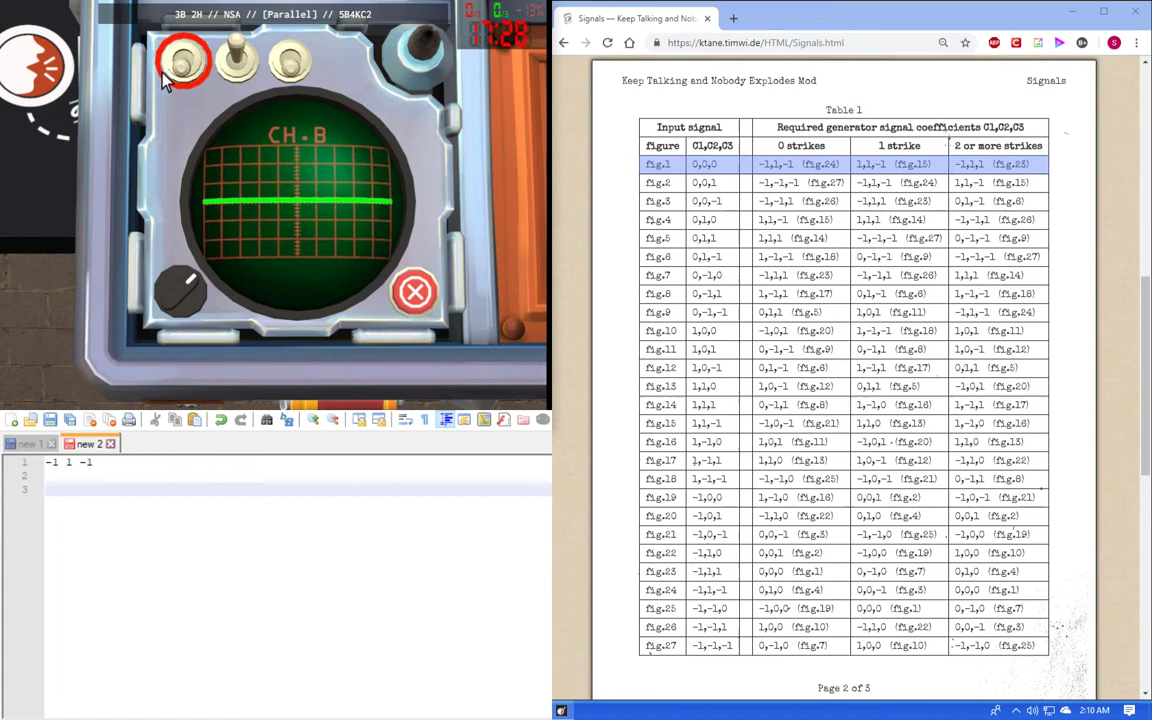 3B 2H // NSA // [Parallel] // 5B4KC2
17:28
CH.B
new 1
new 2
1 -1 1 -1
2
3
Signals — Keep Talking and Nob
https://ktane.timwi.de/HTML/Signals.html
Keep Talking and Nobody Explodes Mod Signals
Table 1
Input signal Required generator signal coefficients C1,C2,C3
figure C1,C2,C3 0 strikes 1 strike 2 or more strikes
fig.1 0,0,0 -1,1,-1 (fig.24) 1,1,-1 (fig.15) -1,1,1 (fig.23)
fig.2 0,0,1 -1,-1,-1 (fig.27) -1,1,-1 (fig.24) 1,1,-1 (fig.15)
fig.3 0,0,-1 -1,-1,1 (fig.26) -1,1,1 (fig.23) 0,1,-1 (fig.6)
fig.4 0,1,0 1,1,-1 (fig.15) 1,1,1 (fig.14) -1,-1,1 (fig.26)
fig.5 0,1,1 1,1,1 (fig.14) -1,-1,-1 (fig.27) 0,-1,-1 (fig.9)
fig.6 0,1,-1 1,-1,-1 (fig.18) 0,-1,-1 (fig.9) -1,-1,-1 (fig.27)
fig.7 0,-1,0 -1,1,1 (fig.23) -1,-1,1 (fig.26) 1,1,1 (fig.14)
fig.8 0,-1,1 1,-1,1 (fig.17) 0,1,-1 (fig.6) 1,-1,-1 (fig.18)
fig.9 0,-1,-1 0,1,1 (fig.5) 1,0,1 (fig.11) -1,1,-1 (fig.24)
fig.10 1,0,0 -1,0,1 (fig.20) 1,-1,-1 (fig.18) 1,0,1 (fig.11)
fig.11 1,0,1 0,-1,-1 (fig.9) 0,-1,1 (fig.8) 1,0,-1 (fig.12)
fig.12 1,0,-1 0,1,-1 (fig.6) 1,-1,1 (fig.17) 0,1,1 (fig.5)
fig.13 1,1,0 1,0,-1 (fig.12) 0,1,1 (fig.5) -1,0,1 (fig.20)
fig.14 1,1,1 0,-1,1 (fig.8) 1,-1,0 (fig.16) 1,-1,1 (fig.17)
fig.15 1,1,-1 -1,0,-1 (fig.21) 1,1,0 (fig.13) 1,-1,0 (fig.16)
fig.16 1,-1,0 1,0,1 (fig.11) -1,0,1 (fig.20) 1,1,0 (fig.13)
fig.17 1,-1,1 1,1,0 (fig.13) 1,0,-1 (fig.12) -1,1,0 (fig.22)
fig.18 1,-1,-1 -1,-1,0 (fig.25) -1,0,-1 (fig.21) 0,-1,1 (fig.8)
fig.19 -1,0,0 1,-1,0 (fig.16) 0,0,1 (fig.2) -1,0,-1 (fig.21)
fig.20 -1,0,1 -1,1,0 (fig.22) 0,1,0 (fig.4) 0,0,1 (fig.2)
fig.21 -1,0,-1 0,0,-1 (fig.3) -1,-1,0 (fig.25) -1,0,0 (fig.19)
fig.22 -1,1,0 0,0,1 (fig.2) -1,0,0 (fig.19) 1,0,0 (fig.10)
fig.23 -1,1,1 0,0,0 (fig.1) 0,-1,0 (fig.7) 0,1,0 (fig.4)
fig.24 -1,1,-1 0,1,0 (fig.4) 0,0,-1 (fig.3) 0,0,0 (fig.1)
fig.25 -1,-1,0 -1,0,0 (fig.19) 0,0,0 (fig.1) 0,-1,0 (fig.7)
fig.26 -1,-1,1 1,0,0 (fig.10) -1,1,0 (fig.22) 0,0,-1 (fig.3)
fig.27 -1,-1,-1 0,-1,0 (fig.7) 1,0,0 (fig.10) -1,-1,0 (fig.25)
Page 2 of 3
2:10 AM